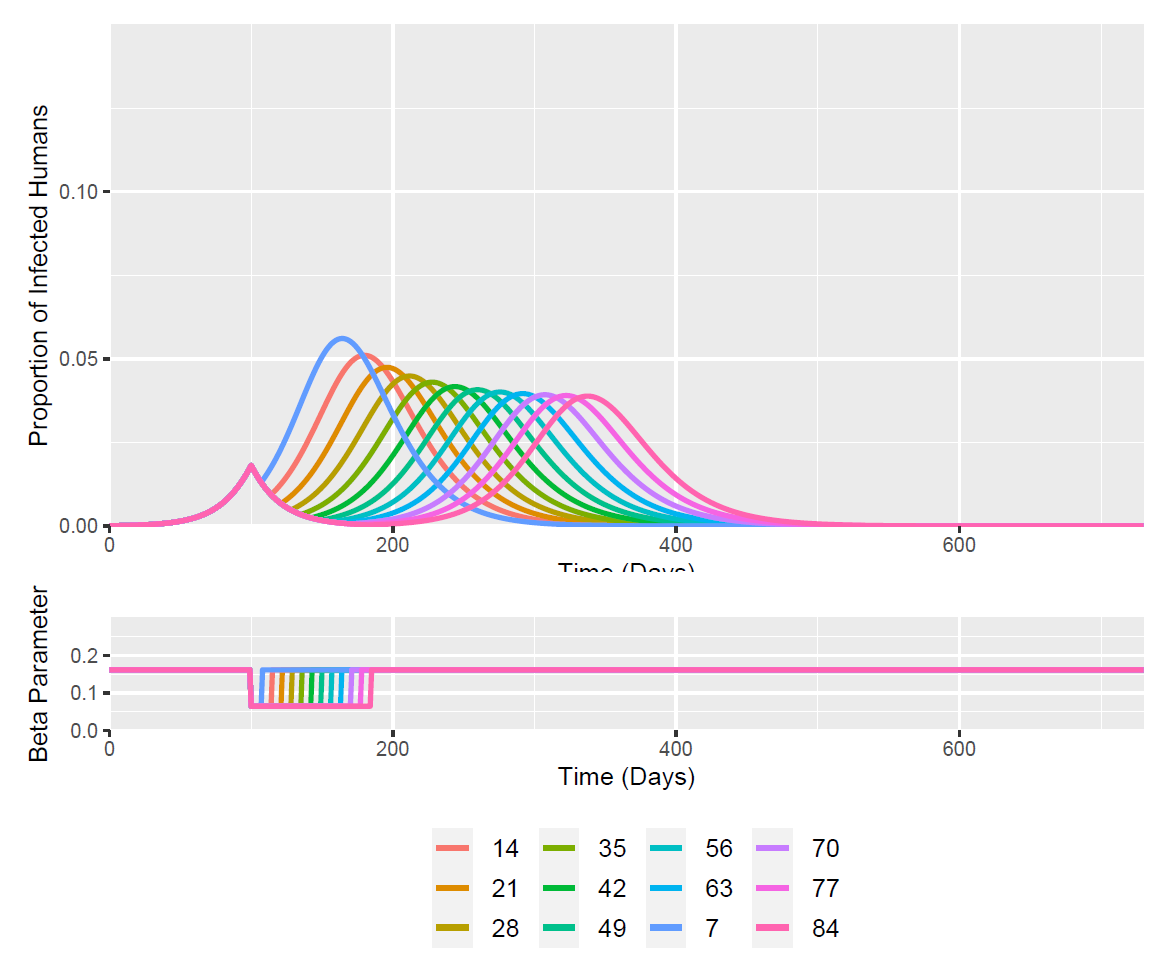 Proportion of Infected Humans
0.10
0.05
0.00
0 200 400 600
Time (Days)
Beta Parameter
0.2
0.1
0.0
0 200 400 600
Time (Days)
14 35 56 70
21 42 63 77
28 49 7 84